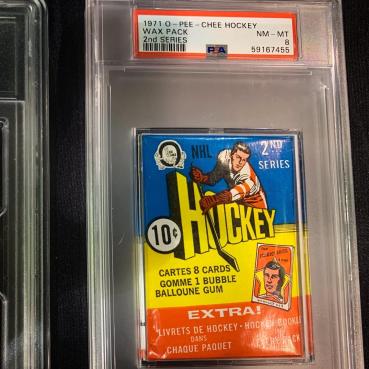 1971 O-PEE-CHEE HOCKEY
WAX PACK NM-MT
2nd SERIES PSA 8
59167455
NHL 2ND
SERIES
HOCKEY
10¢
CARTES 8 CARDS
GOMME 1 BUBBLE
BALLOUNE GUM
EXTRA!
LIVRETS DE HOCKEY • HOCKEY
DANS
CHAQUE PAQUET